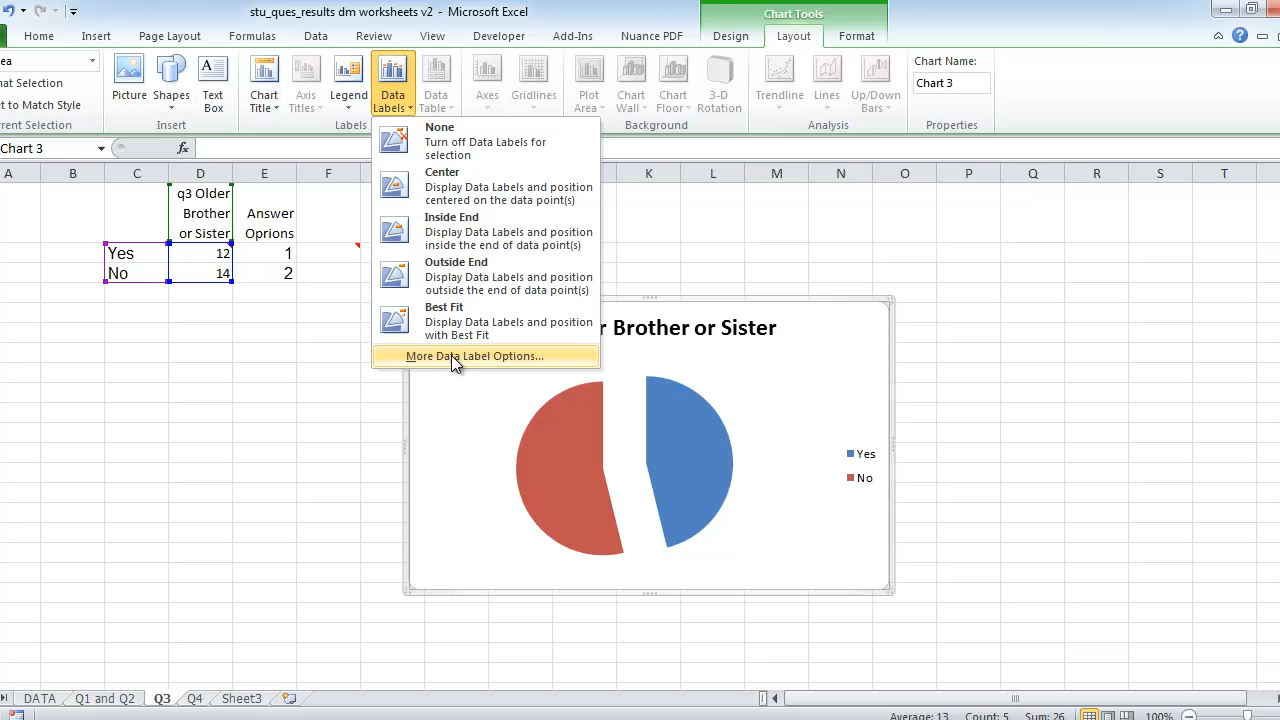 stu_ques_results dm worksheets v2 - Microsoft Excel
Chart Tools
Home Insert Page Layout Formulas Data Review View Developer Add-Ins Nuance PDF Design Layout Format
ea
mat Selection
et to Match Style
urrent Selection
Picture
Shapes
Text
Box
Insert
Chart
Title
Axis
Titles
Legend
Data
Labels
Data
Table
Labels
Axes
Gridlines
Plot
Area
Chart
Wall
Chart
Floor
3-D
Rotation
Background
Trendline
Lines
Up/Down
Bars
Analysis
Chart Name:
Chart 3
Properties
Chart 3
fx
None
Turn off Data Labels for
selection
Center
Display Data Labels and position
centered on the data point(s)
Inside End
Display Data Labels and position
inside the end of data point(s)
Outside End
Display Data Labels and position
outside the end of data point(s)
Best Fit
Display Data Labels and position
with Best Fit
More Data Label Options...
A B C D E F K L M N O P Q R S T
q3 Older
Brother
or Sister
Answer
Oprions
Yes 12 1
No 14 2
r Brother or Sister
Yes
No
DATA Q1 and Q2 Q3 Q4 Sheet3
Average: 13 Count: 5 Sum: 26 100%